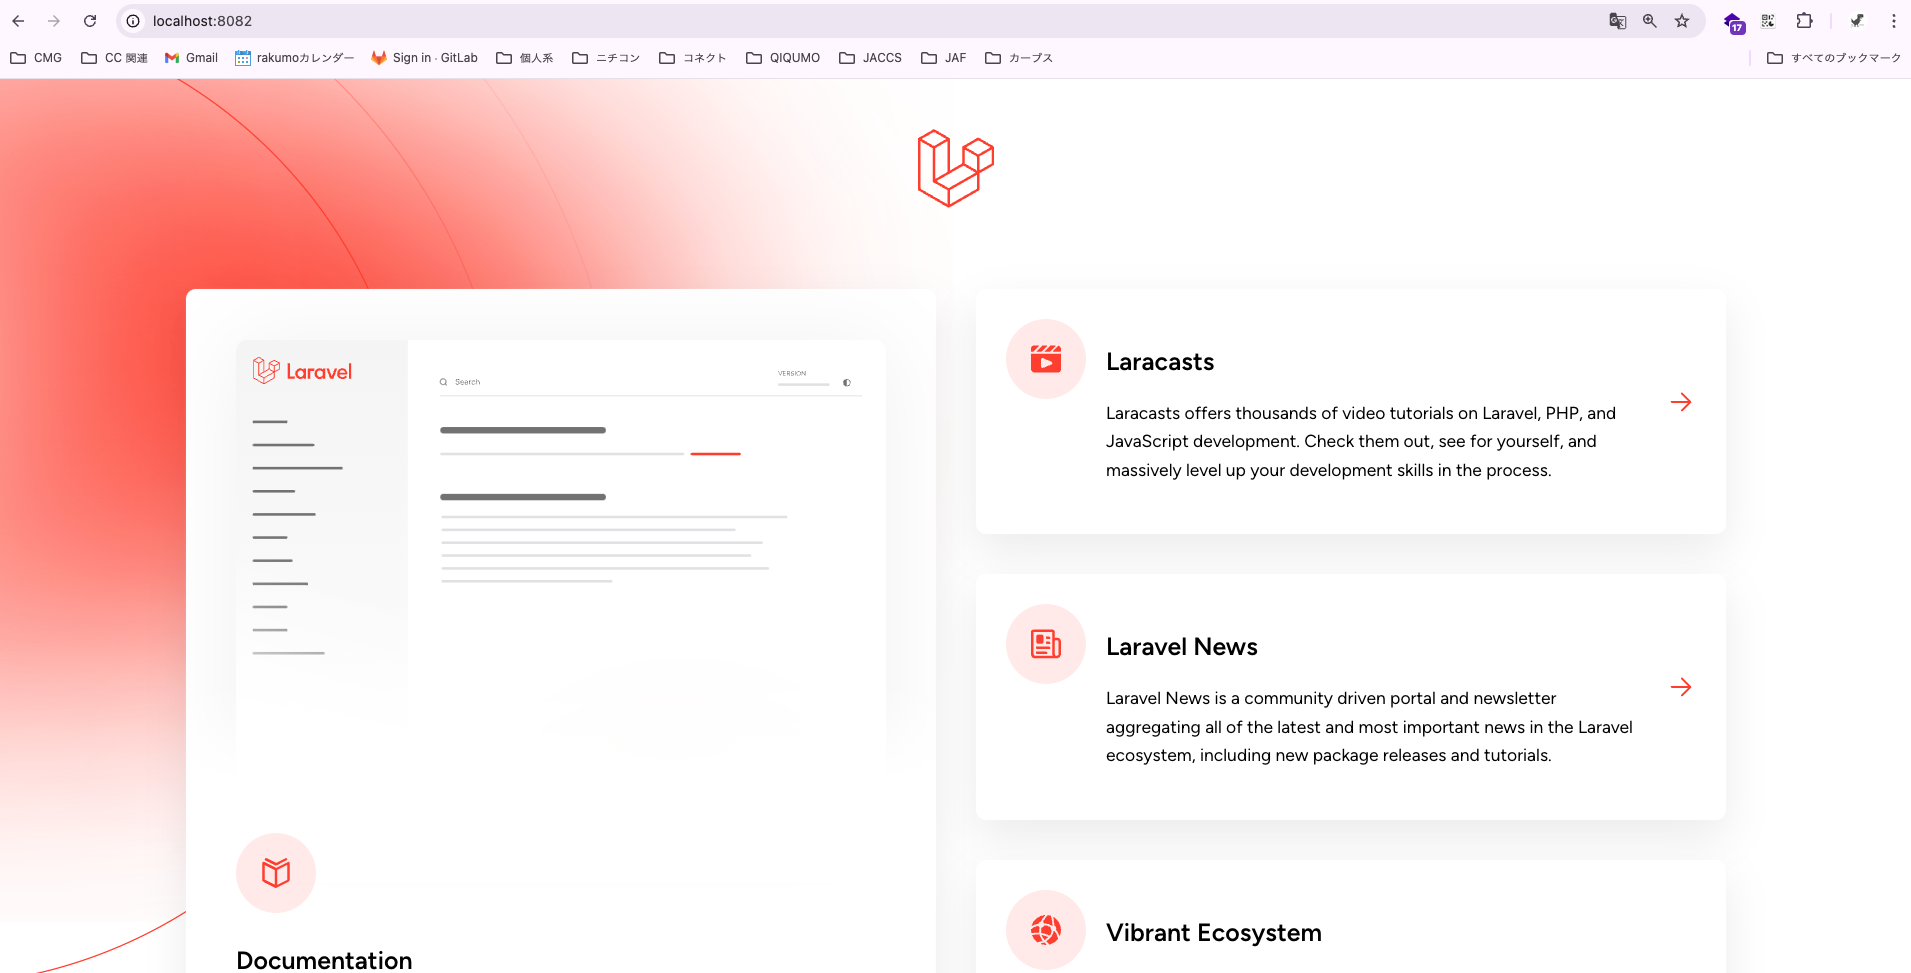 localhost:8082
17
CMG
CC 関連
Gmail
rakumoカレンダー
Sign in · GitLab
個人系
ニチコン
コネクト
QIQUMO
JACCS
JAF
カーブス
すべてのブックマーク
Laravel
Search
VERSION
Documentation
Laracasts
Laracasts offers thousands of video tutorials on Laravel, PHP, and
JavaScript development. Check them out, see for yourself, and
massively level up your development skills in the process.
Laravel News
Laravel News is a community driven portal and newsletter
aggregating all of the latest and most important news in the Laravel
ecosystem, including new package releases and tutorials.
Vibrant Ecosystem